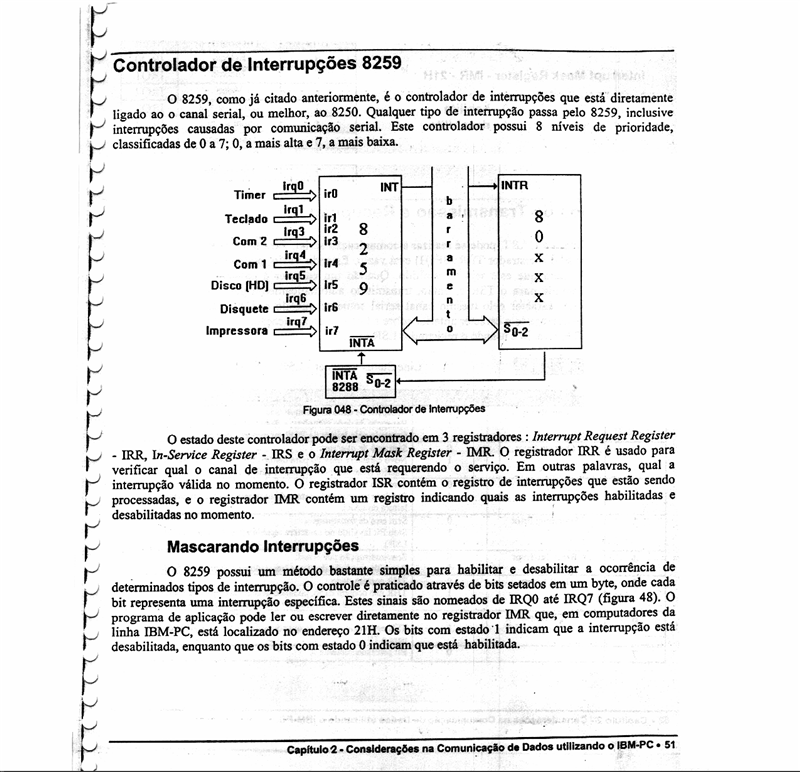 Controlador de Interrupções 8259
O 8259, como já citado anteriormente, é o controlador de interrupções que está diretamente
ligado ao o canal serial, ou melhor, ao 8250. Qualquer tipo de interrupção passa pelo 8259, inclusive
interrupções causadas por comunicação serial. Este controlador possui 8 níveis de prioridade,
classificadas de 0 a 7; 0, a mais alta e 7, a mais baixa.
Timer Irq0 ir0
Teclado Irq1 ir1
ir2
Com 2 Irq3 ir3
Com 1 irq4 ir4
Disco (HD) irq5 ir5
Disquete irq6 ir6
Impressora irq7 ir7
INT
8
2
5
9
INTA
barramento
INTR
8
0
x
x
x
S0-2
INTA S0-2
8288
Figura 048 - Controlador de Interrupções
O estado deste controlador pode ser encontrado em 3 registradores : Interrupt Request Register
- IRR, In-Service Register - IRS e o Interrupt Mask Register - IMR. O registrador IRR é usado para
verificar qual o canal de interrupção que está requerendo o serviço. Em outras palavras, qual a
interrupção válida no momento. O registrador ISR contém o registro de interrupções que estão sendo
processadas, e o registrador IMR contém um registro indicando quais as interrupções habilitadas e
desabilitadas no momento.
Mascarando Interrupções
O 8259 possui um método bastante simples para habilitar e desabilitar a ocorrência de
determinados tipos de interrupção. O controle é praticado através de bits setados em um byte, onde cada
bit representa uma interrupção específica. Estes sinais são nomeados de IRQ0 até IRQ7 (figura 48). O
programa de aplicação pode ler ou escrever diretamente no registrador IMR que, em computadores da
linha IBM-PC, está localizado no endereço 21H. Os bits com estado 1 indicam que a interrupção está
desabilitada, enquanto que os bits com estado 0 indicam que está habilitada.
Capítulo 2 - Considerações na Comunicação de Dados utilizando o IBM-PC • 51